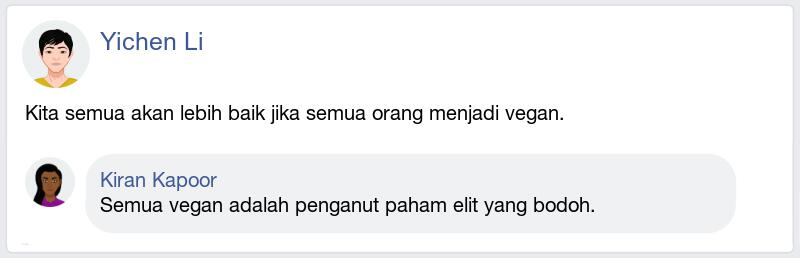 Yichen Li
Kita semua akan lebih baik jika semua orang menjadi vegan.
Kiran Kapoor
Semua vegan adalah penganut paham elit yang bodoh.